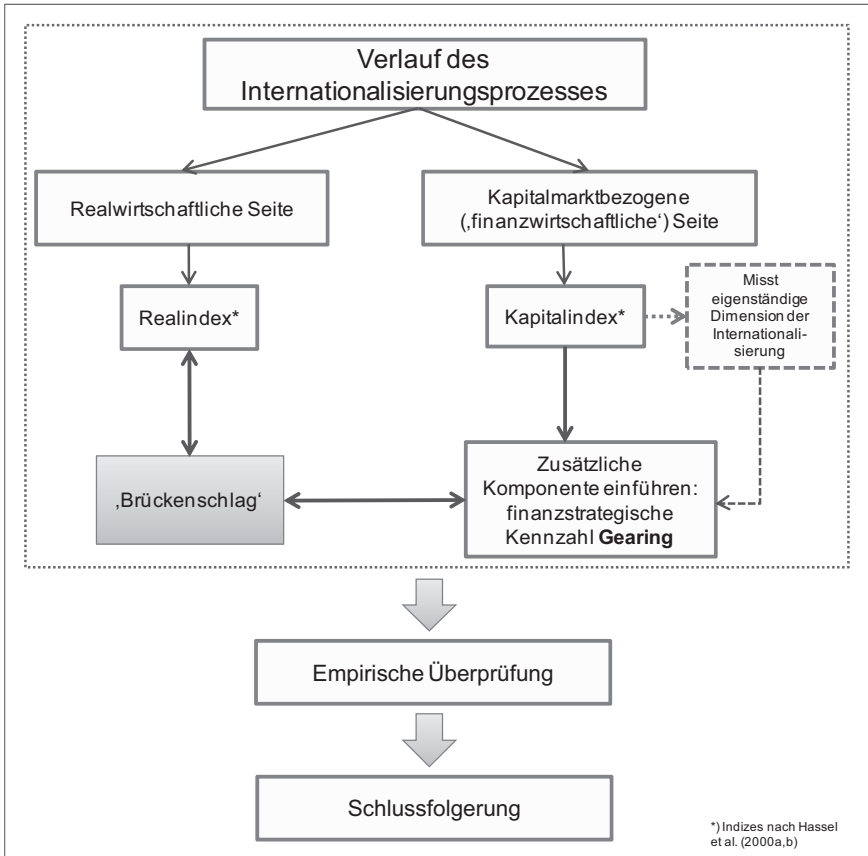 Verlauf des
Internationalisierungsprozesses
Realwirtschaftliche Seite
Kapitalmarktbezogene
(‚finanzwirtschaftliche‘) Seite
Realindex*
Kapitalindex*
Misst
eigenständige
Dimension der
Internationali-
sierung
‚Brückenschlag‘
Zusätzliche
Komponente einführen:
finanzstrategische
Kennzahl Gearing
Empirische Überprüfung
Schlussfolgerung
*) Indizes nach Hassel
et al. (2000a,b)